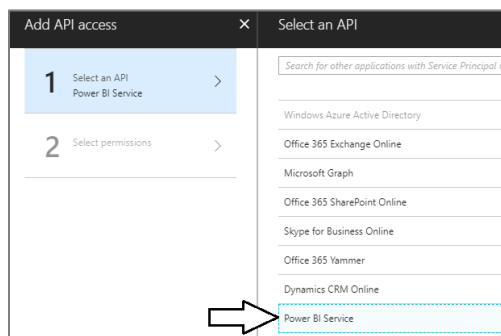 Add API access
1
Select an API
Power BI Service
2
Select permissions
Select an API
Search for other applications with Service Principal
Windows Azure Active Directory
Office 365 Exchange Online
Microsoft Graph
Office 365 SharePoint Online
Skype for Business Online
Office 365 Yammer
Dynamics CRM Online
Power BI Service